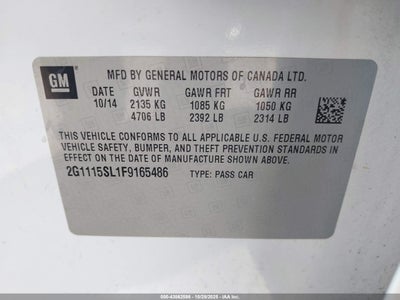 GM
MFD BY GENERAL MOTORS OF CANADA LTD.
DATE GVWR GAWR FRT GAWR RR
10/14 2135 KG 1085 KG 1050 KG
4706 LB 2392 LB 2314 LB
THIS VEHICLE CONFORMS TO ALL APPLICABLE U.S. FEDERAL MOTOR
VEHICLE SAFETY, BUMPER, AND THEFT PREVENTION STANDARDS IN
EFFECT ON THE DATE OF MANUFACTURE SHOWN ABOVE.
2G1115SL1F9165486 TYPE: PASS CAR